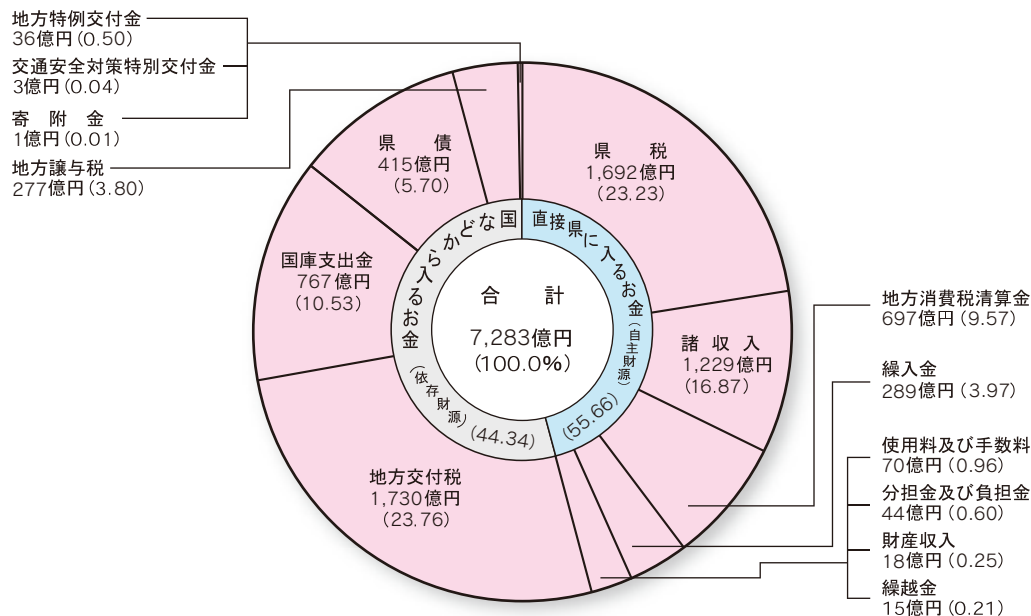 地方特例交付金
36億円(0.50)
交通安全対策特別交付金
3億円(0.04)
寄附金
1億円(0.01)
地方譲与税
277億円(3.80)
県債
415億円
(5.70)
国庫支出金
767億円
(10.53)
地方交付税
1,730億円
(23.76)
国などから入るお金
(依存財源)
(44.34)
合計
7,283億円
(100.0%)
直接県に入るお金
(自主財源)
(55.66)
県税
1,692億円
(23.23)
諸収入
1,229億円
(16.87)
地方消費税清算金
697億円(9.57)
繰入金
289億円(3.97)
使用料及び手数料
70億円(0.96)
分担金及び負担金
44億円(0.60)
財産収入
18億円(0.25)
繰越金
15億円(0.21)